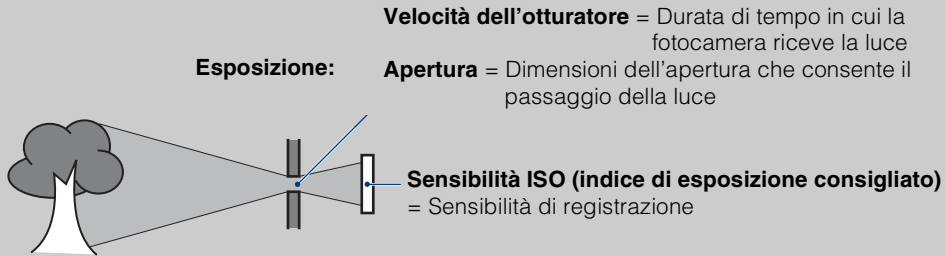 Velocità dell'otturatore = Durata di tempo in cui la
fotocamera riceve la luce
Esposizione:
Apertura = Dimensioni dell'apertura che consente il
passaggio della luce
Sensibilità ISO (indice di esposizione consigliato)
= Sensibilità di registrazione